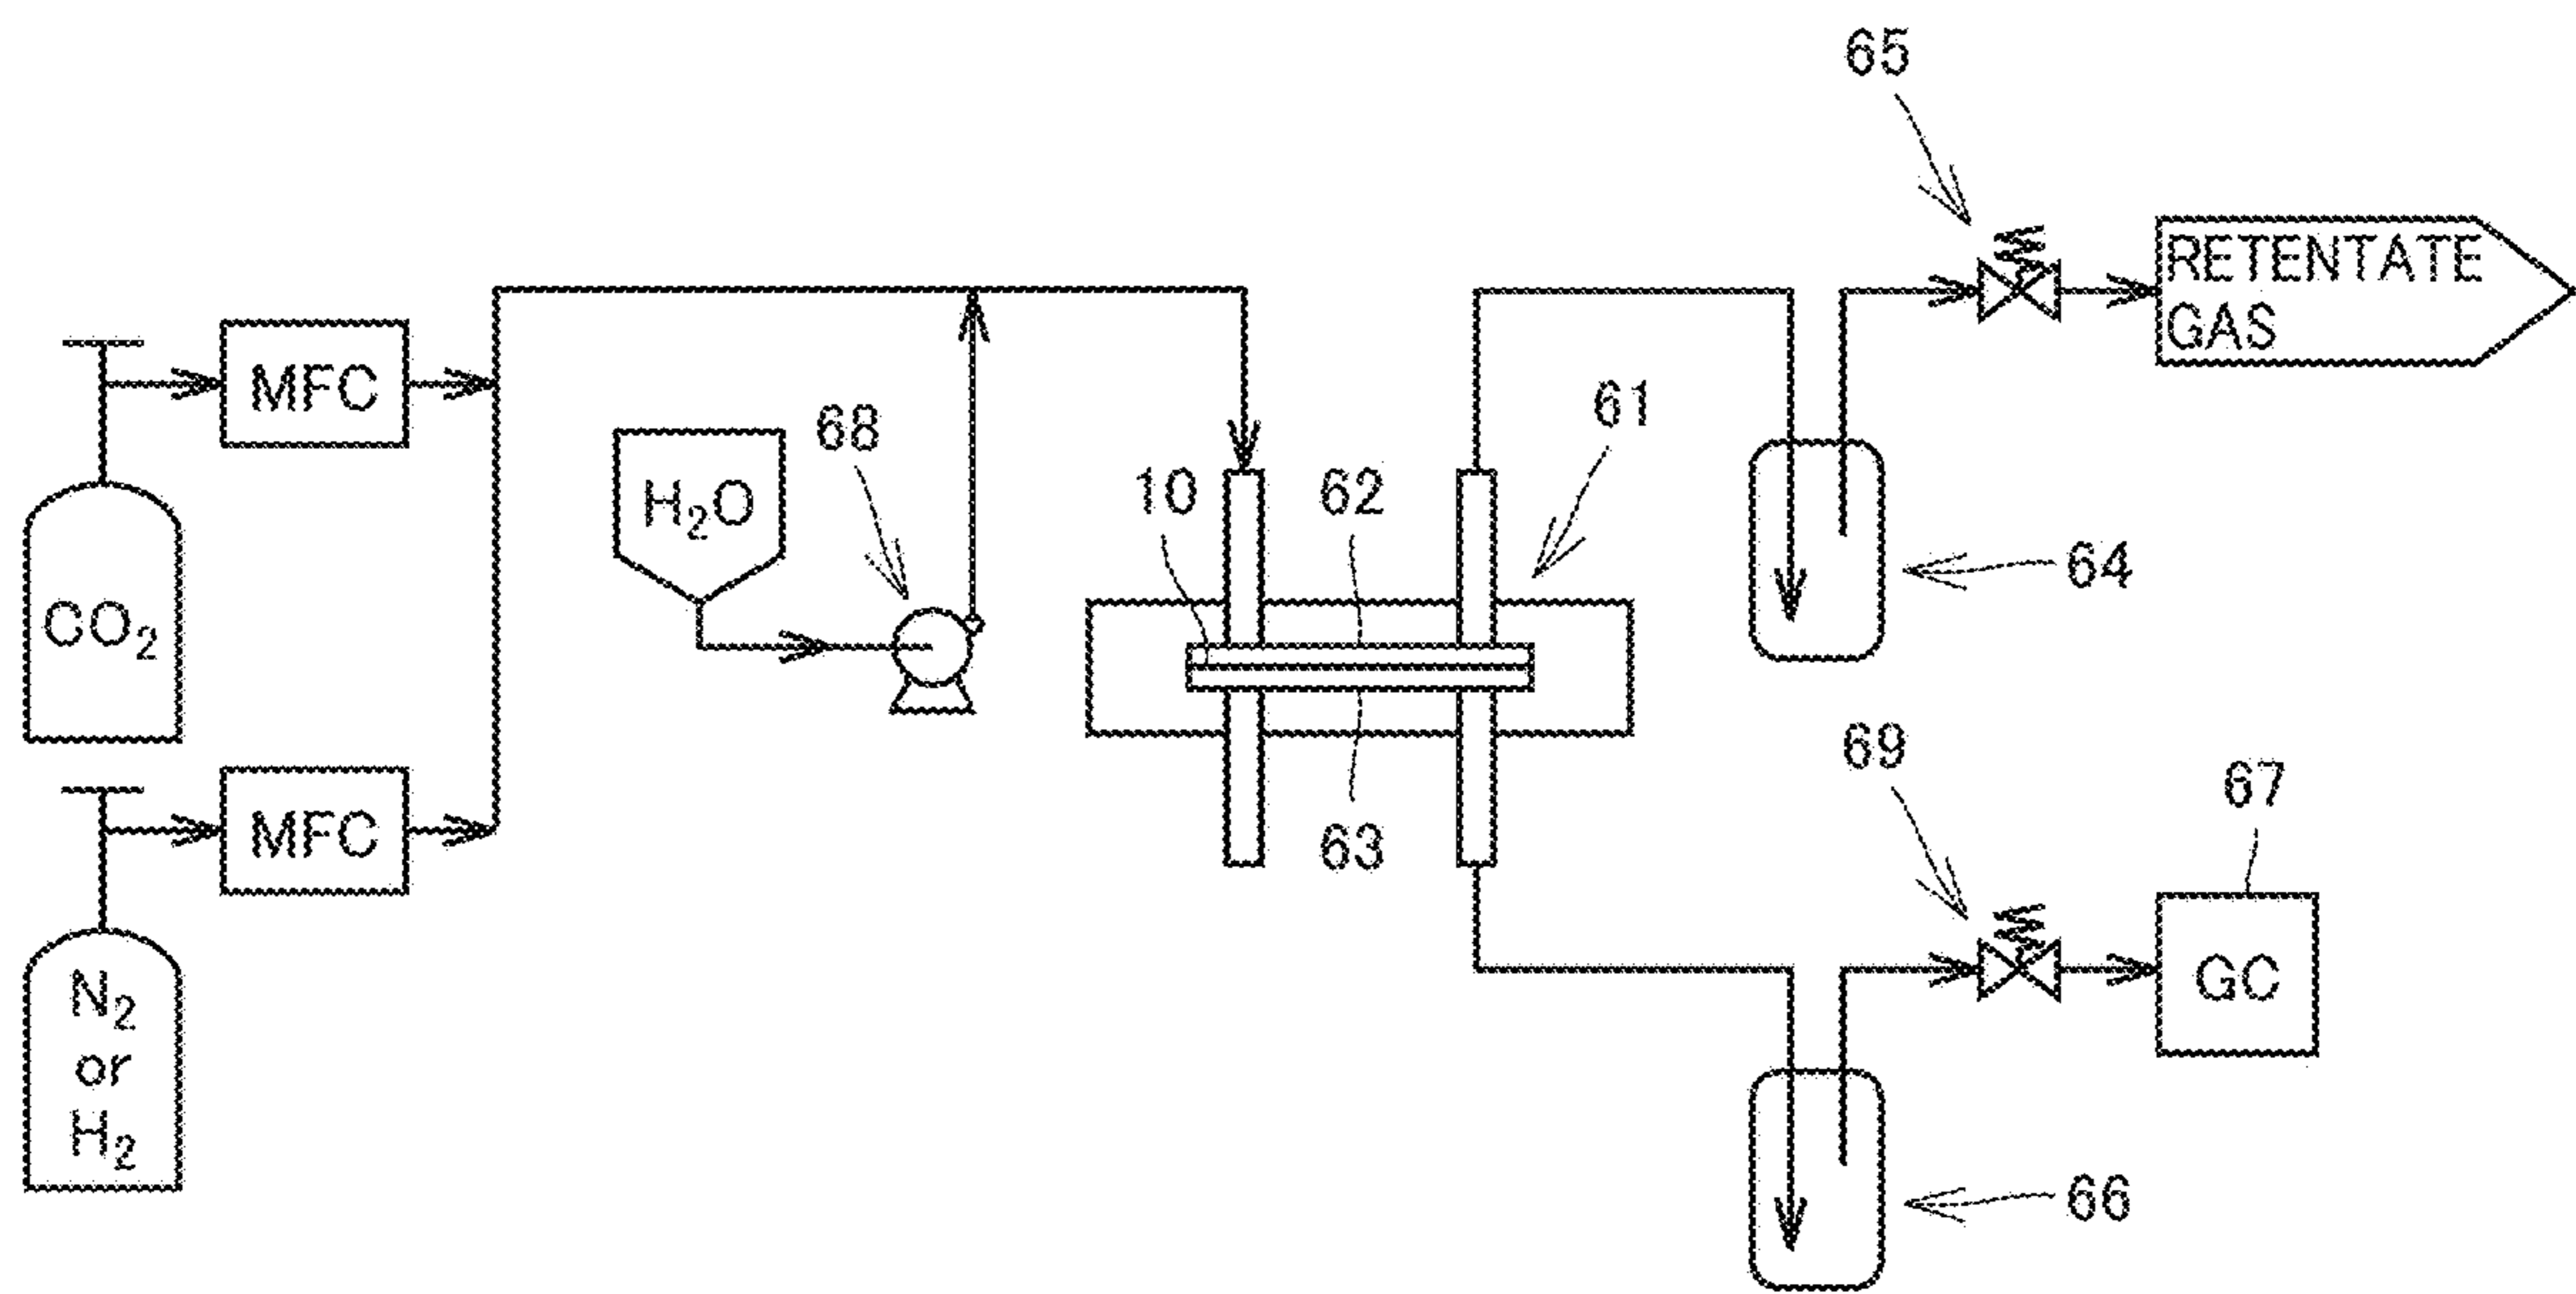 65
RETENTATE
GAS
MFC
68
61
H₂O
10
62
CO₂
64
69
MFC
63
67
N₂
or
H₂
GC
66